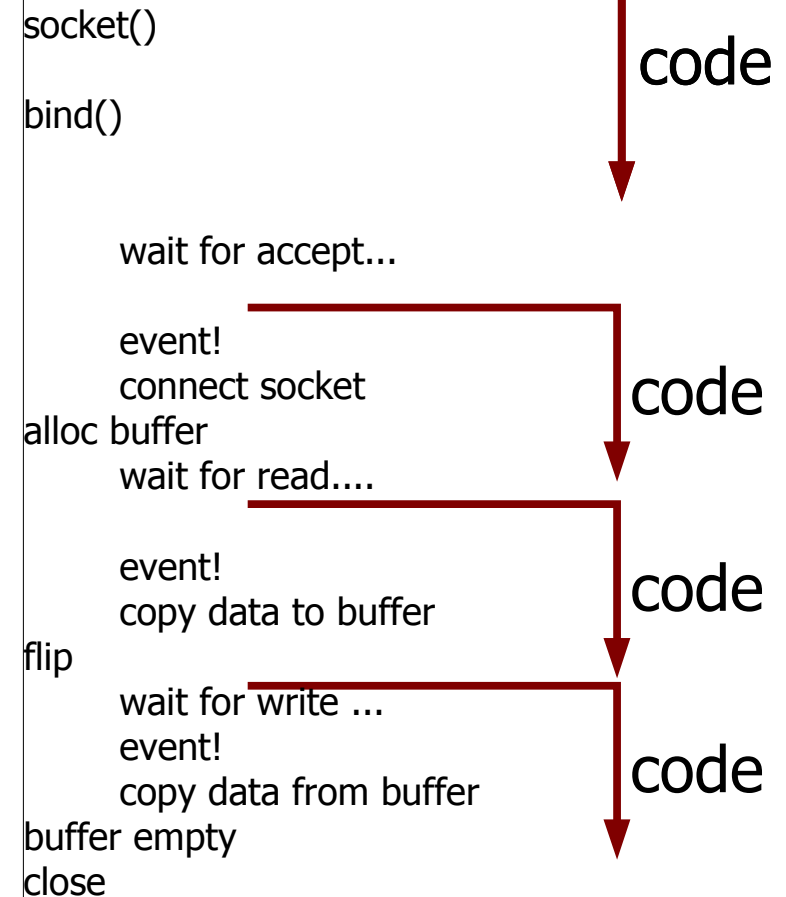 socket()
code
bind()
wait for accept...
event!
connect socket
code
alloc buffer
wait for read....
event!
code
copy data to buffer
flip
wait for write ...
event!
code
copy data from buffer
buffer empty
close